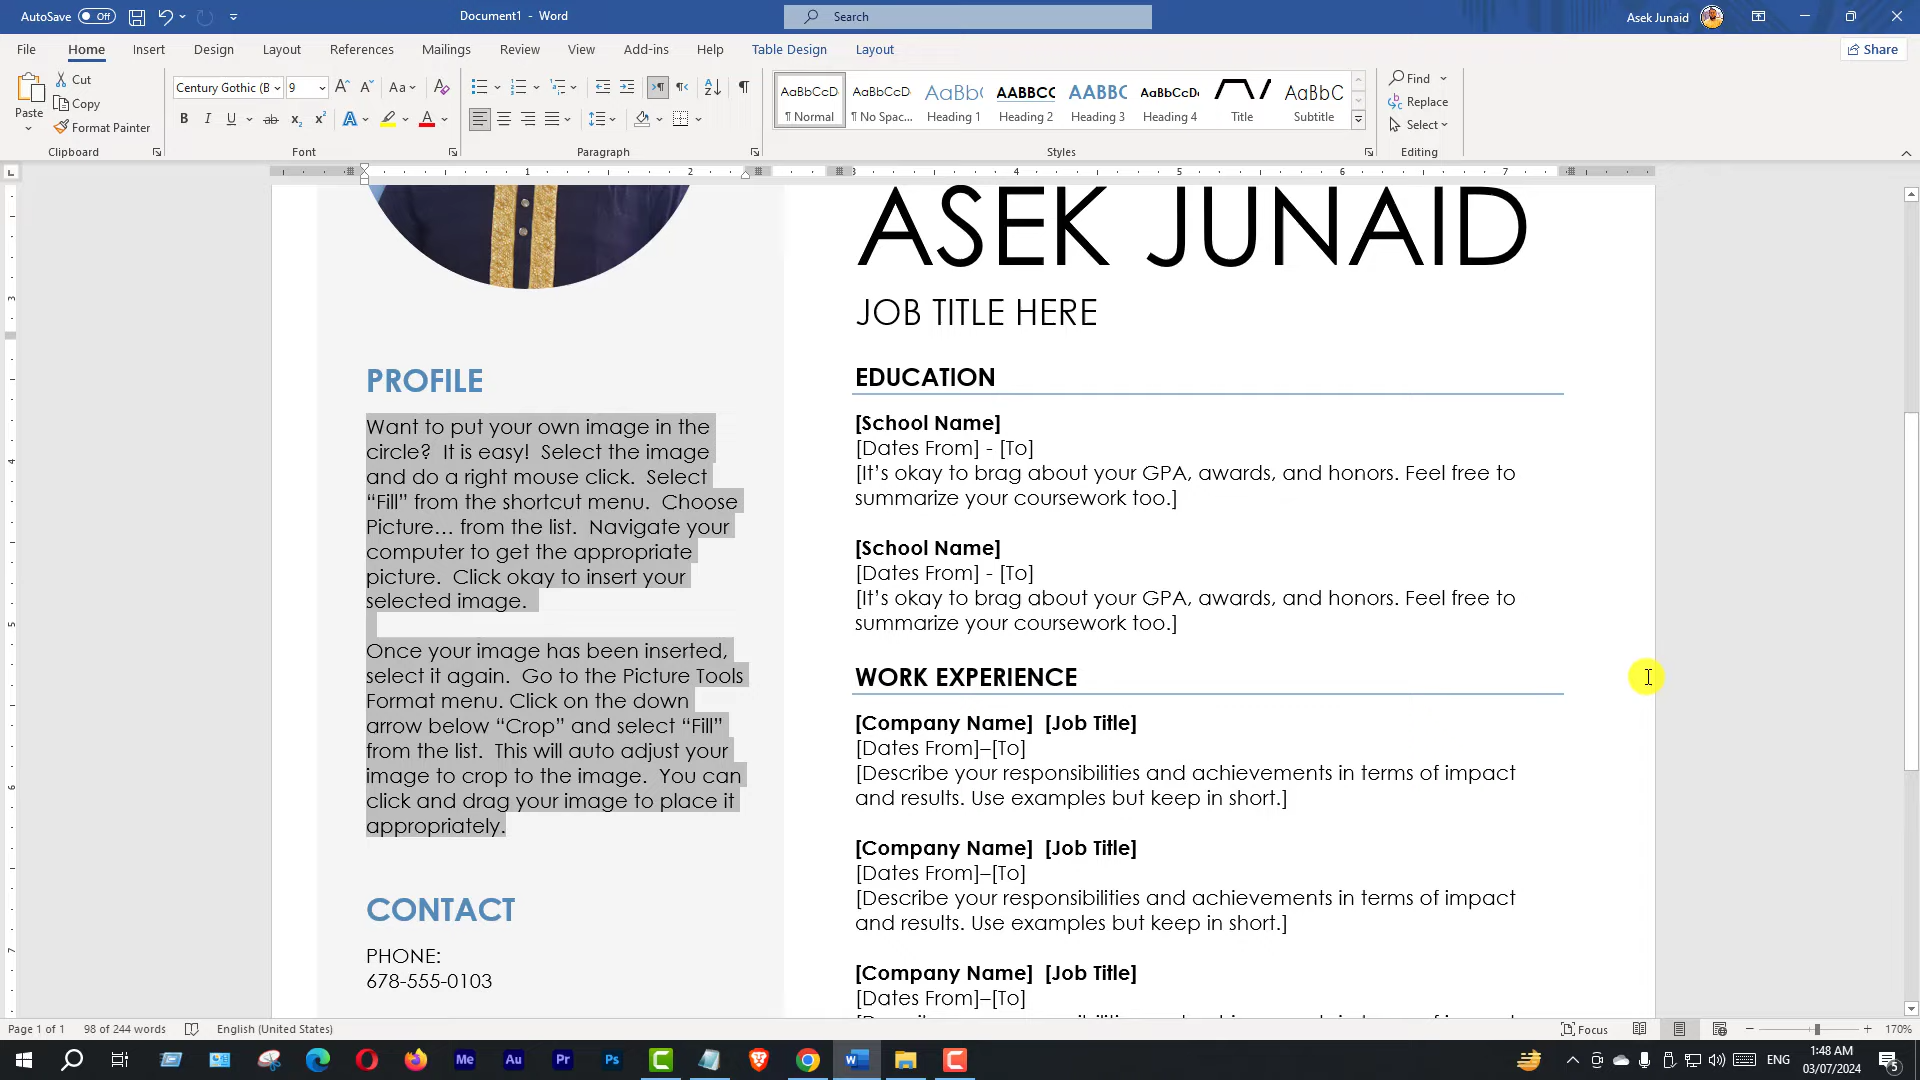 AutoSave Off
Document1 - Word
Search
Asek Junaid
File Home Insert Design Layout References Mailings Review View Add-ins Help Table Design Layout
Share
Paste
Cut
Copy
Format Painter
Clipboard
Century Gothic (B 9
Font
Paragraph
AaBbCcD AaBbCcD AaBbC AABBCC AABBC AaBbCcDd AaBbC
¶ Normal ¶ No Spac... Heading 1 Heading 2 Heading 3 Heading 4 Title Subtitle
Styles
Find
Replace
Select
Editing
1 2 3 4 5 6 7
ASEK JUNAID
JOB TITLE HERE
PROFILE
Want to put your own image in the
circle? It is easy! Select the image
and do a right mouse click. Select
“Fill” from the shortcut menu. Choose
Picture… from the list. Navigate your
computer to get the appropriate
picture. Click okay to insert your
selected image.
Once your image has been inserted,
select it again. Go to the Picture Tools
Format menu. Click on the down
arrow below “Crop” and select “Fill”
from the list. This will auto adjust your
image to crop to the image. You can
click and drag your image to place it
appropriately.
CONTACT
PHONE:
678-555-0103
EDUCATION
[School Name]
[Dates From] - [To]
[It’s okay to brag about your GPA, awards, and honors. Feel free to
summarize your coursework too.]
[School Name]
[Dates From] - [To]
[It’s okay to brag about your GPA, awards, and honors. Feel free to
summarize your coursework too.]
WORK EXPERIENCE
[Company Name] [Job Title]
[Dates From]–[To]
[Describe your responsibilities and achievements in terms of impact
and results. Use examples but keep in short.]
[Company Name] [Job Title]
[Dates From]–[To]
[Describe your responsibilities and achievements in terms of impact
and results. Use examples but keep in short.]
[Company Name] [Job Title]
[Dates From]–[To]
Page 1 of 1 98 of 244 words English (United States)
Focus
170%
Me Au Pr Ps
ENG
1:48 AM
03/07/2024
5